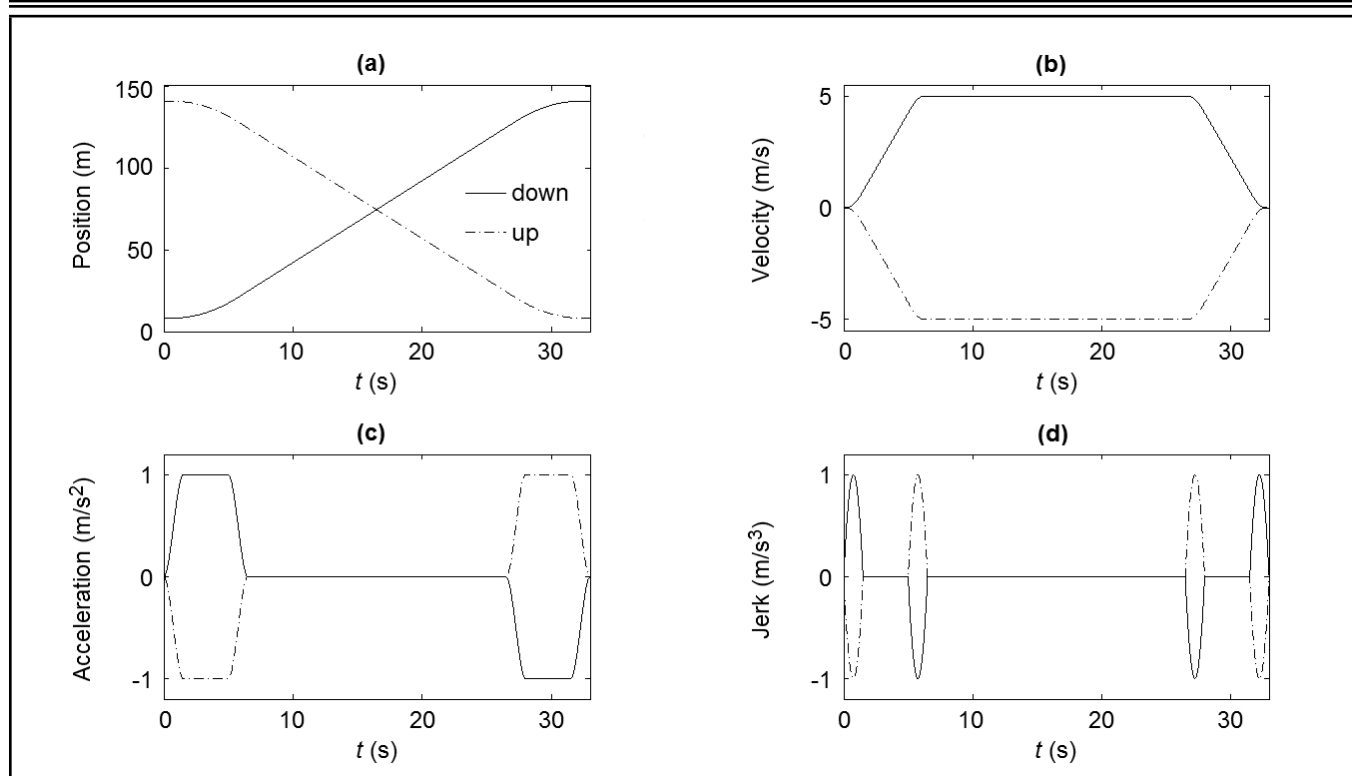 (a)
150
100
50
0
Position (m)
down
up
0 10 20 30
t (s)
(b)
5
0
-5
Velocity (m/s)
0 10 20 30
t (s)
(c)
1
0
-1
Acceleration (m/s²)
0 10 20 30
t (s)
(d)
1
0
-1
Jerk (m/s³)
0 10 20 30
t (s)